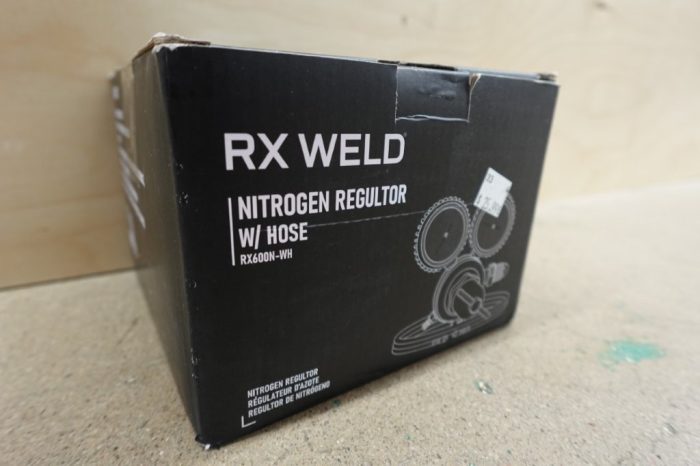 RX WELD
NITROGEN REGULTOR
W/ HOSE
RX600N-WH
NITROGEN REGULTOR
RÉGULATEUR D'AZOTE
REGULTOR DE NITRÓGENO